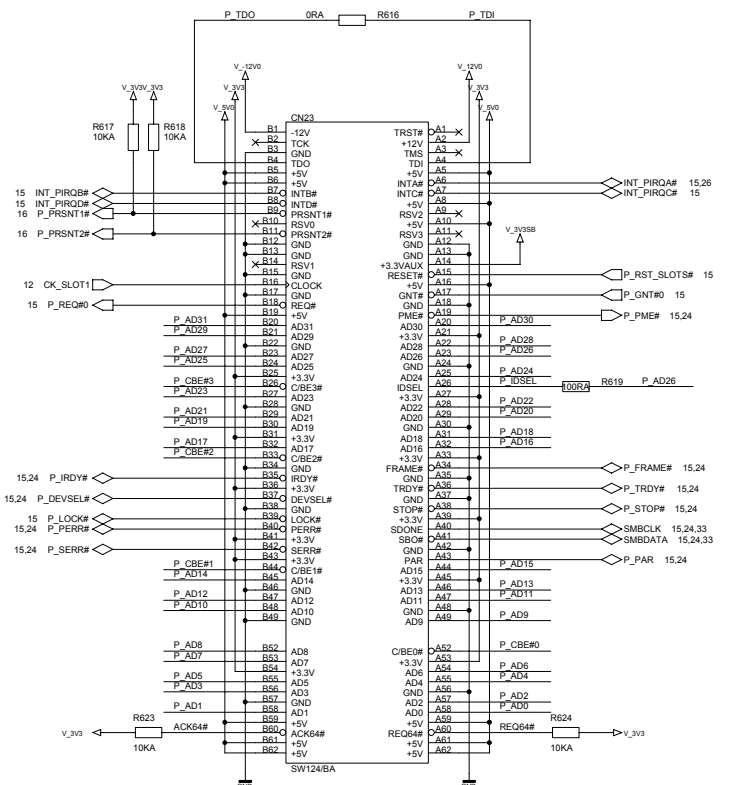 P_TDO 0RA R616 P_TDI
V_-12V0 V_12V0
V_3V3 V_3V3 V_3V3 V_3V3
V_5V0 V_5V0
CN23
R617 10KA
R618 10KA
B1 -12V TRST# A1
B2 TCK +12V A2
B3 GND TMS A3
B4 TDO TDI A4
B5 +5V +5V A5
B6 +5V INTA# A6 INT_PIRQA# 15,26
15 INT_PIRQB# B7 INTB# INTC# A7 INT_PIRQC# 15
15 INT_PIRQD# B8 INTD# +5V A8
16 P_PRSNT1# B9 PRSNT1# RSV2 A9
B10 RSV0 +5V A10
16 P_PRSNT2# B11 PRSNT2# RSV3 A11
V_3V3SB
B12 GND GND A12
B13 GND GND A13
B14 RSV1 +3.3VAUX A14
B15 GND RESET# A15 P_RST_SLOTS# 15
12 CK_SLOT1 B16 CLOCK +5V A16
B17 GND GNT# A17 P_GNT#0 15
15 P_REQ#0 B18 REQ# GND A18
B19 +5V PME# A19 P_PME# 15,24
P_AD31 B20 AD31 AD30 A20 P_AD30
P_AD29 B21 AD29 +3.3V A21
B22 GND AD28 A22 P_AD28
P_AD27 B23 AD27 AD26 A23 P_AD26
P_AD25 B24 AD25 GND A24
B25 +3.3V AD24 A25 P_AD24
P_CBE#3 B26 C/BE3# IDSEL A26 P_IDSEL 100RA R619 P_AD26
P_AD23 B27 AD23 +3.3V A27
B28 GND AD22 A28 P_AD22
P_AD21 B29 AD21 AD20 A29 P_AD20
P_AD19 B30 AD19 GND A30
B31 +3.3V AD18 A31 P_AD18
P_AD17 B32 AD17 AD16 A32 P_AD16
P_CBE#2 B33 C/BE2# +3.3V A33
B34 GND FRAME# A34 P_FRAME# 15,24
15,24 P_IRDY# B35 IRDY# GND A35
B36 +3.3V TRDY# A36 P_TRDY# 15,24
15,24 P_DEVSEL# B37 DEVSEL# GND A37
B38 GND STOP# A38 P_STOP# 15,24
15 P_LOCK# B39 LOCK# +3.3V A39
15,24 P_PERR# B40 PERR# SDONE A40 SMBCLK 15,24,33
B41 +3.3V SBO# A41 SMBDATA 15,24,33
15,24 P_SERR# B42 SERR# GND A42
B43 +3.3V PAR A43 P_PAR 15,24
P_CBE#1 B44 C/BE1# AD15 A44 P_AD15
P_AD14 B45 AD14 +3.3V A45
B46 GND AD13 A46 P_AD13
P_AD12 B47 AD12 AD11 A47 P_AD11
P_AD10 B48 AD10 GND A48
B49 GND AD9 A49 P_AD9
P_AD8 B52 AD8 C/BE0# A52 P_CBE#0
P_AD7 B53 AD7 +3.3V A53
B54 +3.3V AD6 A54 P_AD6
P_AD5 B55 AD5 AD4 A55 P_AD4
P_AD3 B56 AD3 GND A56
B57 GND AD2 A57 P_AD2
P_AD1 B58 AD1 AD0 A58 P_AD0
B59 +5V +5V A59
V_3V3 R623 10KA ACK64# B60 ACK64# REQ64# A60 REQ64# R624 10KA V_3V3
B61 +5V +5V A61
B62 +5V +5V A62
SW124/BA
GND GND